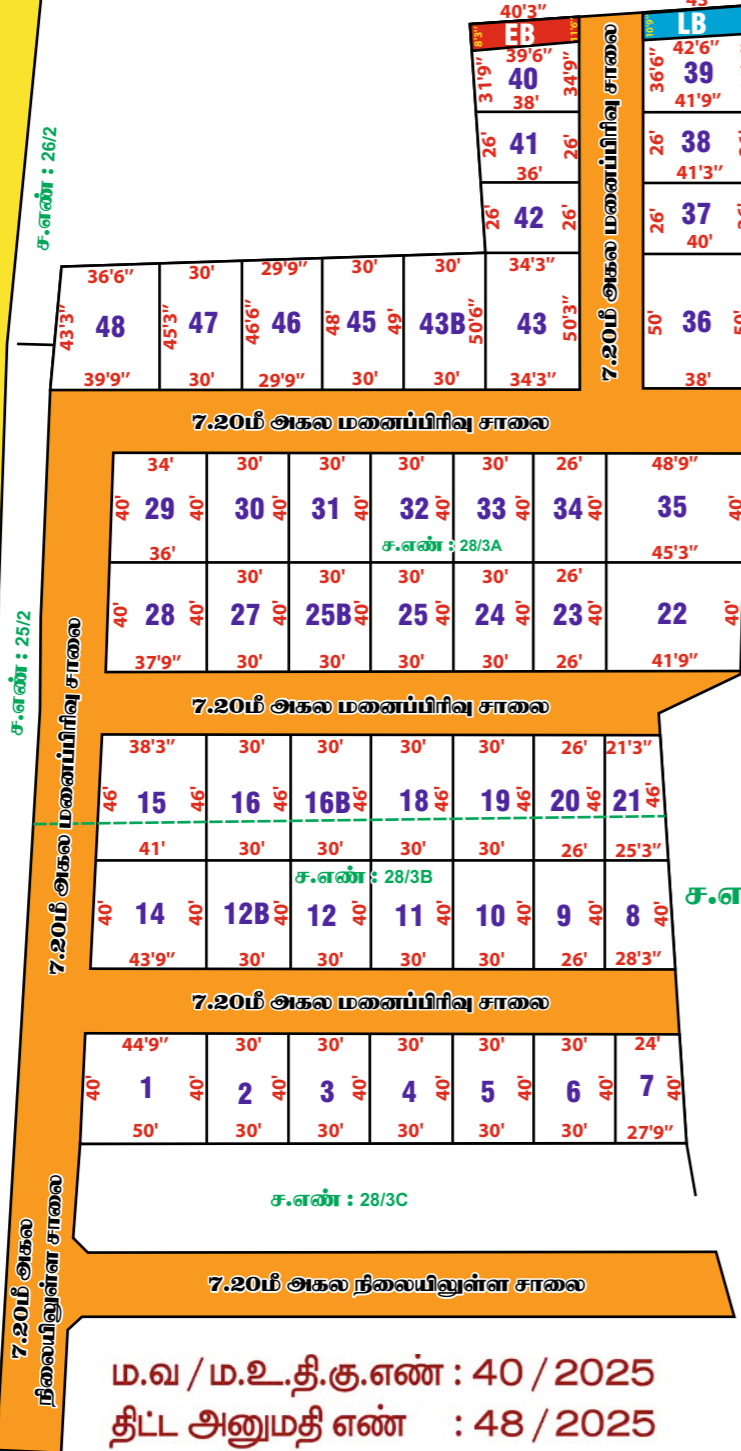 40'3" 43'
8'3" EB 11'6" 10'9" LB
39'6" 42'6"
31'9" 40 34'9" 36'6" 39
38' 41'9"
26' 41 26' 26' 38
36' 41'3"
26' 42 26' 26' 37
40'
7.20மீ அகல மனைப்பிரிவு சாலை
ச.எண் : 26/2
36'6" 30' 29'9" 30' 30' 34'3"
43'3" 48 45'3" 47 46'6" 46 48' 45 49' 43B 50'6" 43 50'3" 50' 36 50'
39'9" 30' 29'9" 30' 30' 34'3" 38'
7.20மீ அகல மனைப்பிரிவு சாலை
34' 30' 30' 30' 30' 26' 48'9"
40' 29 40' 30 40' 31 40' 32 40' 33 40' 34 40' 35 40'
36' 45'3"
ச.எண் : 28/3A
30' 30' 30' 30' 26'
40' 28 40' 27 40' 25B 40' 25 40' 24 40' 23 40' 22 40'
37'9" 30' 30' 30' 30' 26' 41'9"
ச.எண் : 25/2
7.20மீ அகல மனைப்பிரிவு சாலை
7.20மீ அகல மனைப்பிரிவு சாலை
38'3" 30' 30' 30' 30' 26' 21'3"
46' 15 46' 16 46' 16B 46' 18 46' 19 46' 20 46' 21 46'
41' 30' 30' 30' 30' 26' 25'3"
ச.எண் : 28/3B
40' 14 40' 12B 40' 12 40' 11 40' 10 40' 9 40' 8 40'
43'9" 30' 30' 30' 30' 26' 28'3"
7.20மீ அகல மனைப்பிரிவு சாலை
44'9" 30' 30' 30' 30' 30' 24'
40' 1 40' 2 40' 3 40' 4 40' 5 40' 6 40' 7 40'
50' 30' 30' 30' 30' 30' 27'9"
ச.எண் : 28/3C
7.20மீ அகல
நிலையிலுள்ள சாலை
7.20மீ அகல நிலையிலுள்ள சாலை
ம.வ / ம.உ.தி.கு.எண் : 40 / 2025
திட்ட அனுமதி எண் : 48 / 2025